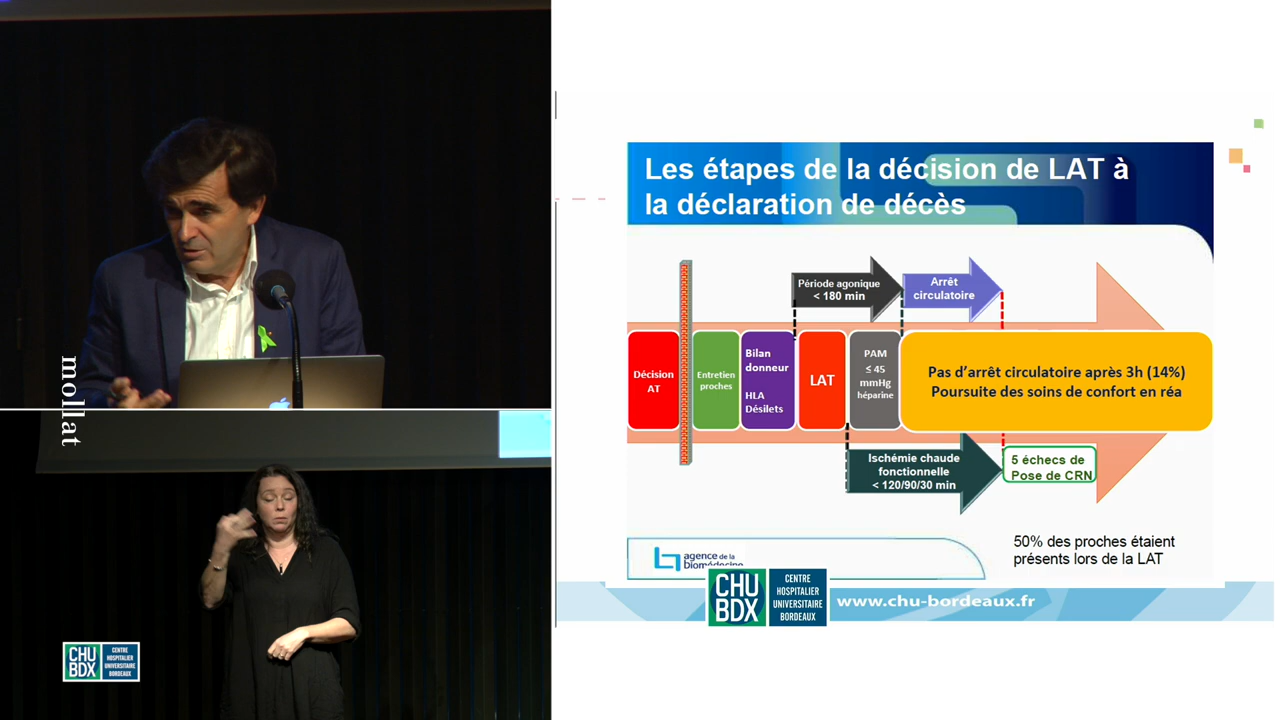 mollat
CHU
BDX
CENTRE
HOSPITALIER
UNIVERSITAIRE
BORDEAUX
Les étapes de la décision de LAT à
la déclaration de décès
Période agonique
< 180 min
Arrêt
circulatoire
Décision
AT
Entretien
proches
Bilan
donneur
HLA
Désilets
LAT
PAM
≤ 45
mmHg
héparine
Pas d'arrêt circulatoire après 3h (14%)
Poursuite des soins de confort en réa
Ischémie chaude
fonctionnelle
< 120/90/30 min
5 échecs de
Pose de CRN
50% des proches étaient
présents lors de la LAT
agence de la
biomédecine
CHU
BDX
CENTRE
HOSPITALIER
UNIVERSITAIRE
BORDEAUX
www.chu-bordeaux.fr